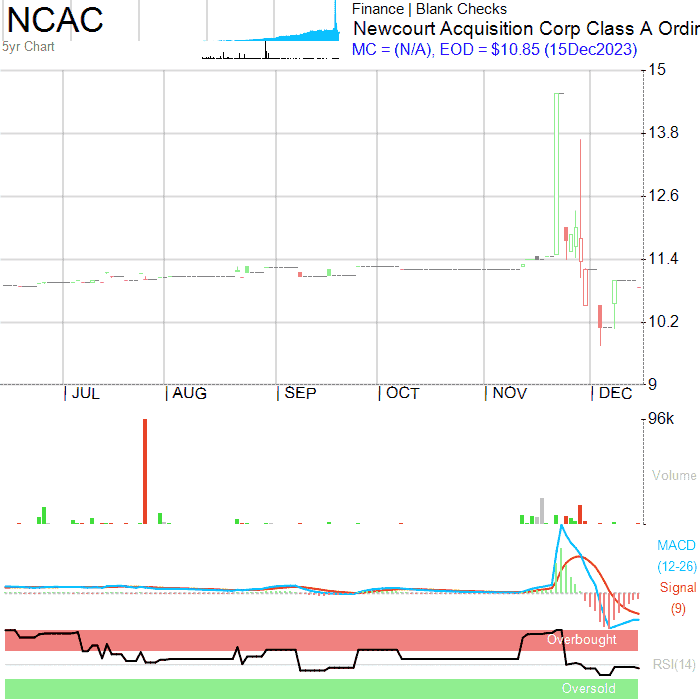 NCAC
5yr Chart
Finance | Blank Checks
Newcourt Acquisition Corp Class A Ordir
MC = (N/A), EOD = $10.85 (15Dec2023)
15
13.8
12.6
11.4
10.2
9
JUL
AUG
SEP
OCT
NOV
DEC
96k
Volume
MACD
(12-26)
Signal
(9)
Overbought
RSI(14)
Oversold